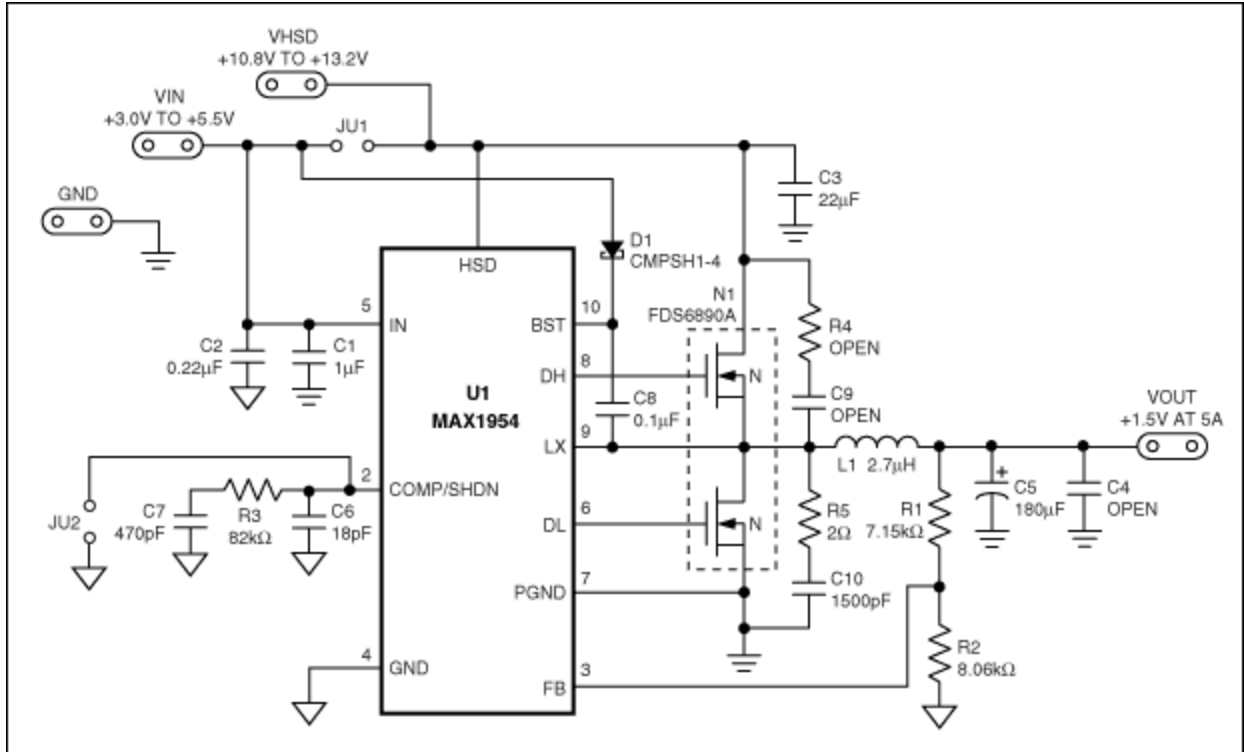 VHSD
+10.8V TO +13.2V
VIN
+3.0V TO +5.5V
JU1
GND
C3
22μF
D1
CMPSH1-4
HSD
N1
FDS6890A
5
IN
10
BST
R4
OPEN
C2
0.22μF
C1
1μF
8
DH
N
U1
MAX1954
C8
0.1μF
C9
OPEN
VOUT
+1.5V AT 5A
9
LX
L1 2.7μH
2
COMP/SHDN
JU2
C7
470pF
R3
82kΩ
C6
18pF
6
DL
N
R5
2Ω
R1
7.15kΩ
C5
+
180μF
C4
OPEN
7
PGND
C10
1500pF
4
GND
3
FB
R2
8.06kΩ